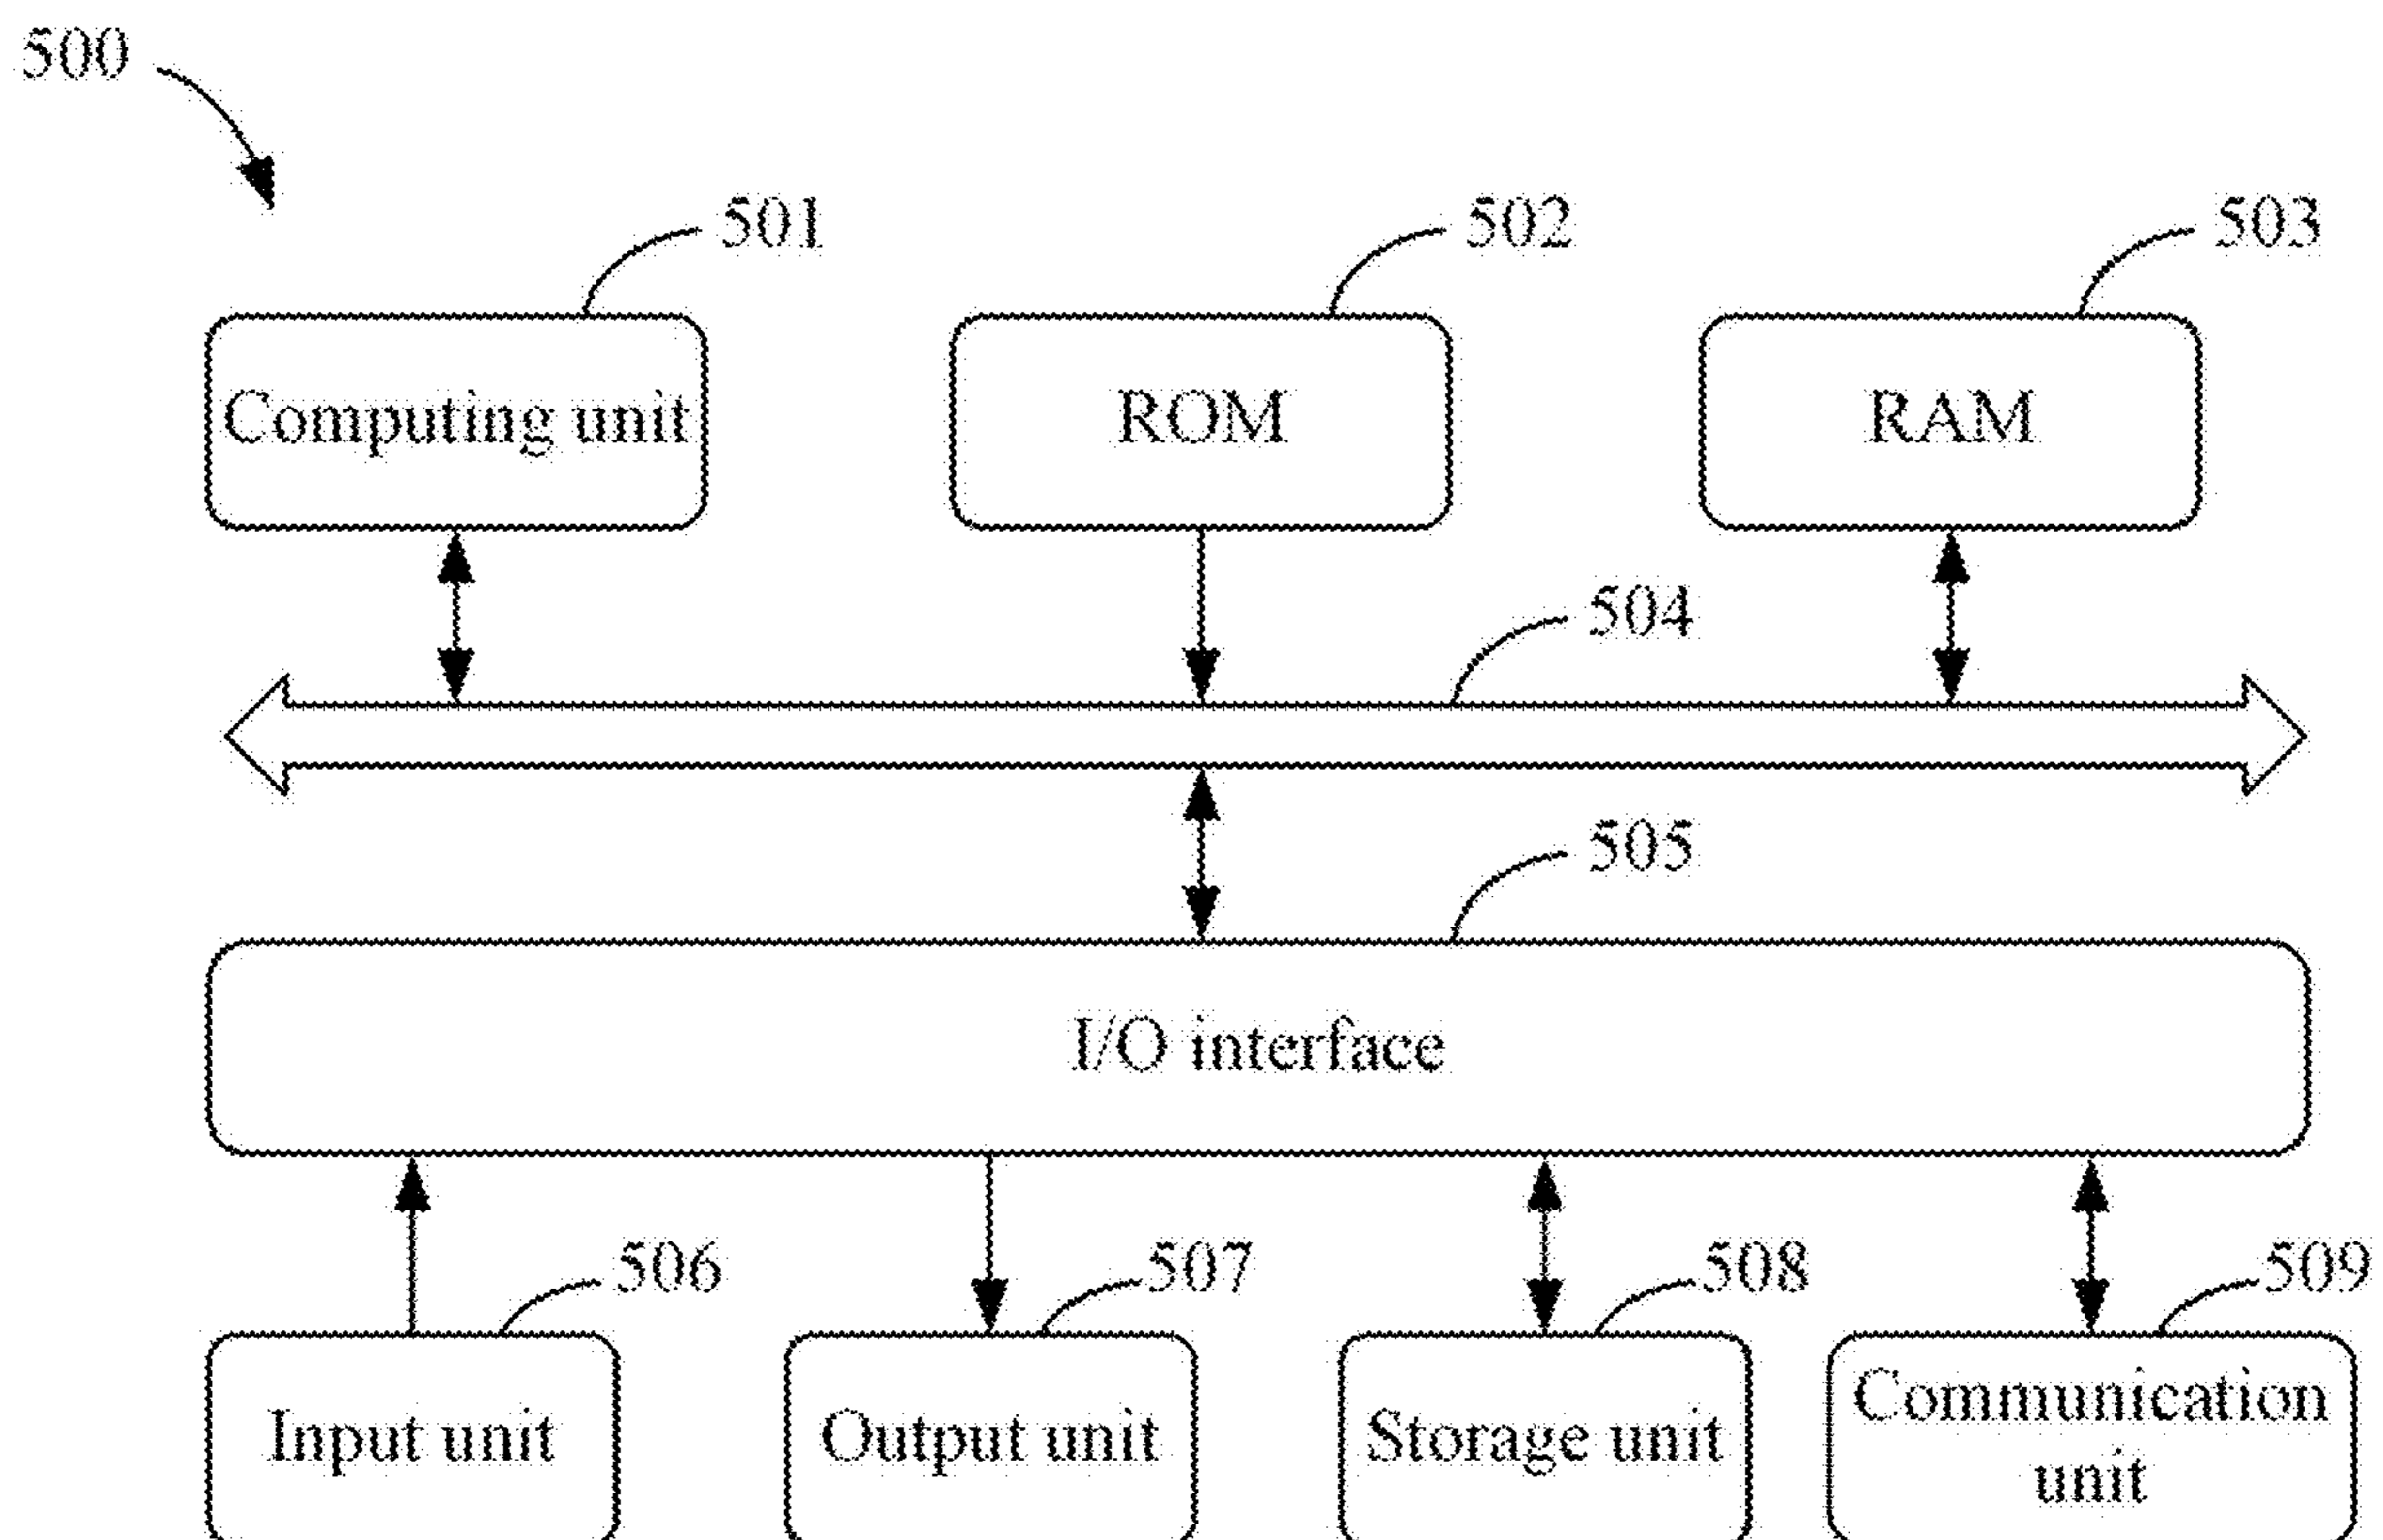 500
501
502
503
Computing unit
ROM
RAM
504
505
I/O interface
506
507
508
509
Input unit
Output unit
Storage unit
Communication
unit